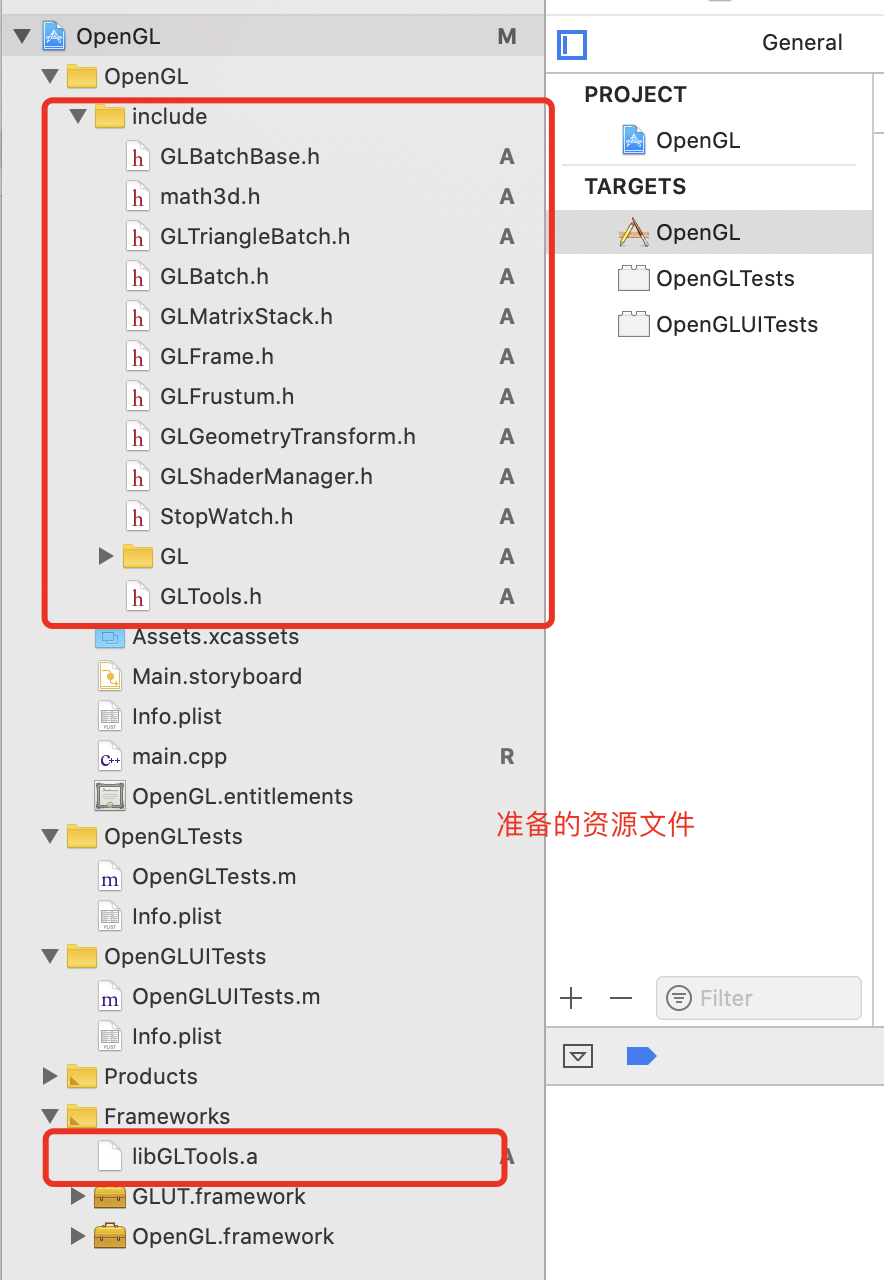 OpenGL M
OpenGL
include
GLBatchBase.h A
math3d.h A
GLTriangleBatch.h A
GLBatch.h A
GLMatrixStack.h A
GLFrame.h A
GLFrustum.h A
GLGeometryTransform.h A
GLShaderManager.h A
StopWatch.h A
GL A
GLTools.h A
Assets.xcassets
Main.storyboard
Info.plist
main.cpp R
OpenGL.entitlements
OpenGLTests
OpenGLTests.m
Info.plist
OpenGLUITests
OpenGLUITests.m
Info.plist
Products
Frameworks
libGLTools.a A
GLUT.framework
OpenGL.framework
General
PROJECT
OpenGL
TARGETS
OpenGL
OpenGLTests
OpenGLUITests
准备的资源文件
Filter